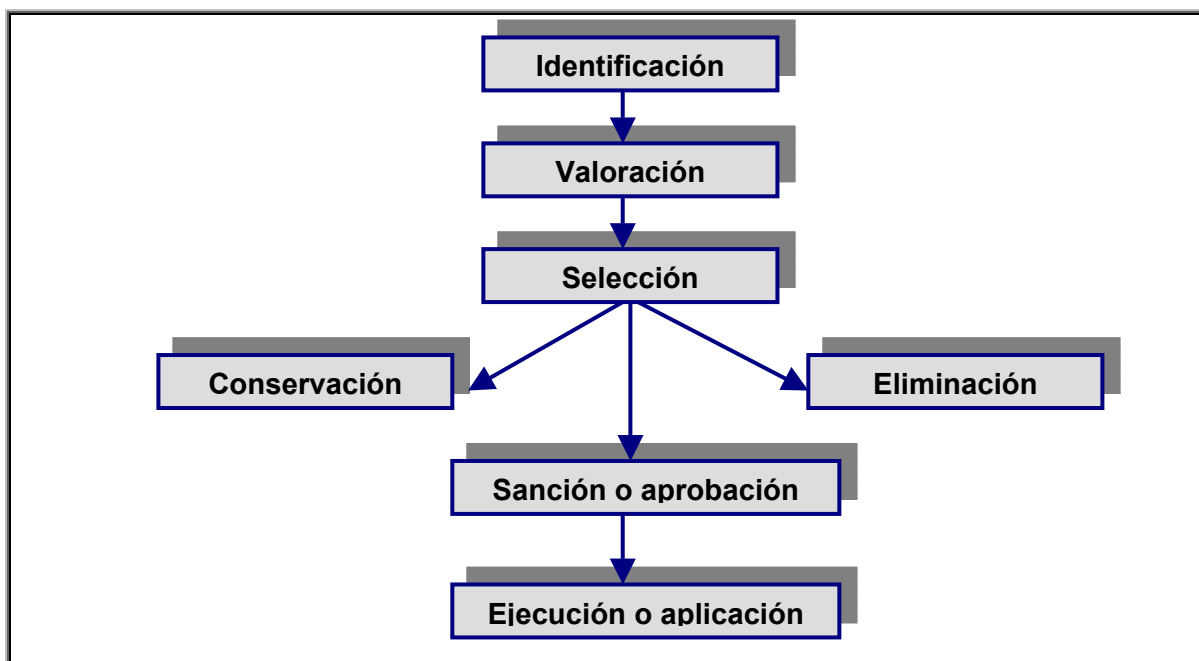 Identificación
Valoración
Selección
Conservación
Eliminación
Sanción o aprobación
Ejecución o aplicación